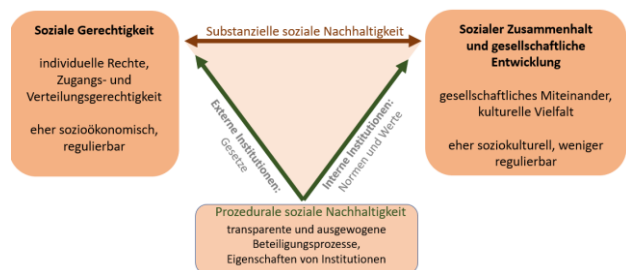 Soziale Gerechtigkeit
individuelle Rechte,
Zugangs- und
Verteilungsgerechtigkeit
eher sozioökonomisch,
regulierbar
Substanzielle soziale Nachhaltigkeit
Sozialer Zusammenhalt
und gesellschaftliche
Entwicklung
gesellschaftliches Miteinander,
kulturelle Vielfalt
eher soziokulturell, weniger
regulierbar
Externe Institutionen:
Gesetze
Interne Institutionen:
Normen und Werte
Prozedurale soziale Nachhaltigkeit
transparente und ausgewogene
Beteiligungsprozesse,
Eigenschaften von Institutionen